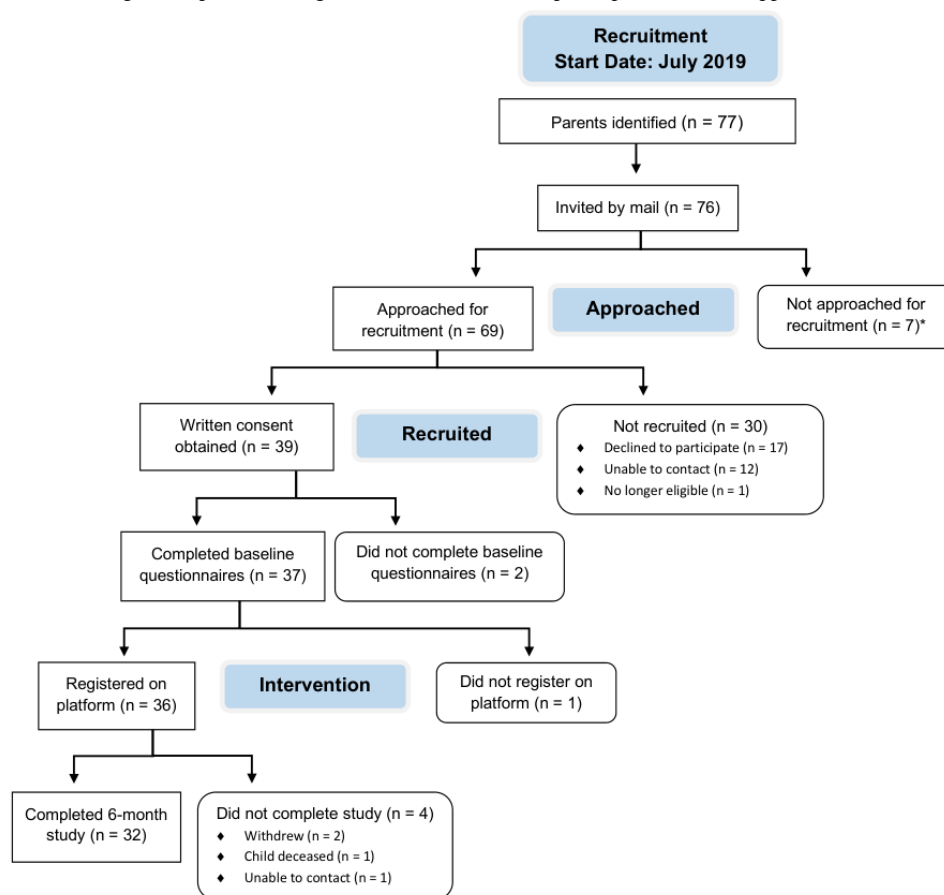 Recruitment
Start Date: July 2019
Parents identified (n = 77)
Invited by mail (n = 76)
Approached for
recruitment (n = 69)
Approached
Not approached for
recruitment (n = 7)*
Written consent
obtained (n = 39)
Recruited
Not recruited (n = 30)
♦ Declined to participate (n = 17)
♦ Unable to contact (n = 12)
♦ No longer eligible (n = 1)
Completed baseline
questionnaires (n = 37)
Did not complete baseline
questionnaires (n = 2)
Registered on
platform (n = 36)
Intervention
Did not register on
platform (n = 1)
Completed 6-month
study (n = 32)
Did not complete study (n = 4)
♦ Withdrew (n = 2)
♦ Child deceased (n = 1)
♦ Unable to contact (n = 1)